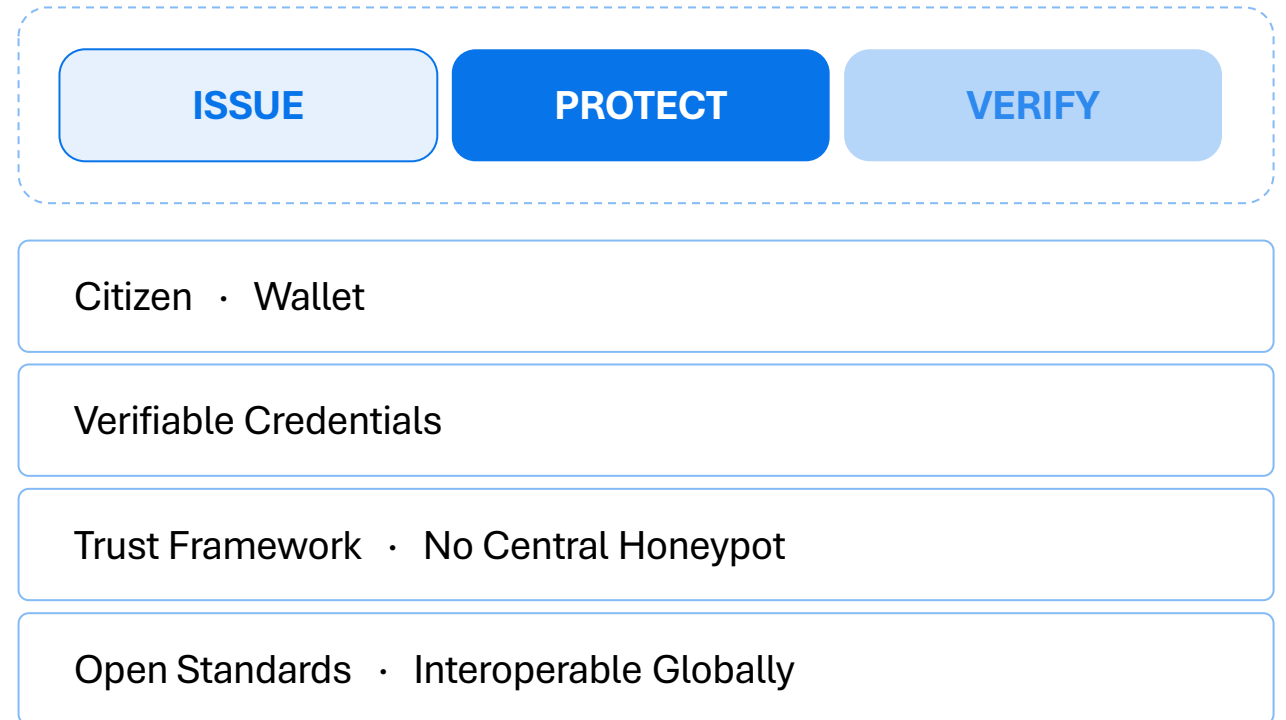 ISSUE PROTECT VERIFY
Citizen · Wallet
Verifiable Credentials
Trust Framework · No Central Honeypot
Open Standards · Interoperable Globally